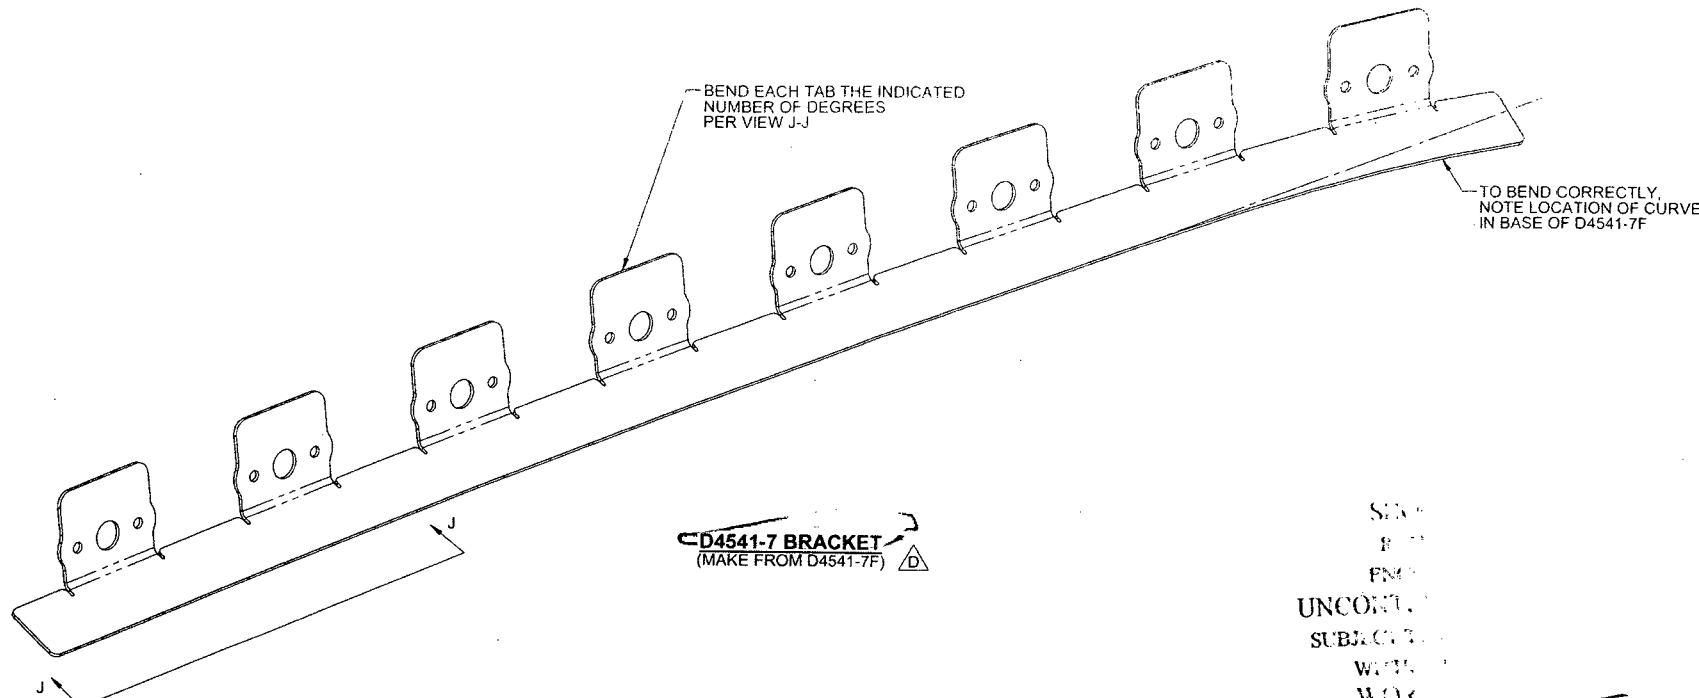 BEND EACH TAB THE INDICATED
NUMBER OF DEGREES
PER VIEW J-J
TO BEND CORRECTLY,
NOTE LOCATION OF CURVE
IN BASE OF D4541-7F
J
D4541-7 BRACKET
(MAKE FROM D4541-7F) D
J